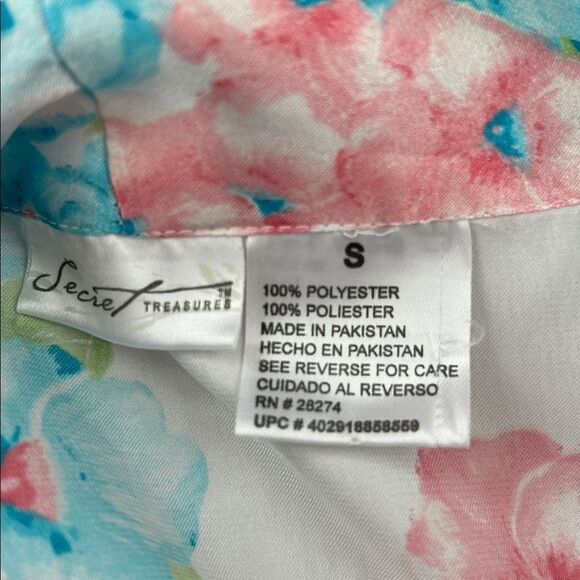 Secret
TREASURES™
S
100% POLYESTER
100% POLIESTER
MADE IN PAKISTAN
HECHO EN PAKISTAN
SEE REVERSE FOR CARE
CUIDADO AL REVERSO
RN # 28274
UPC # 402916858559